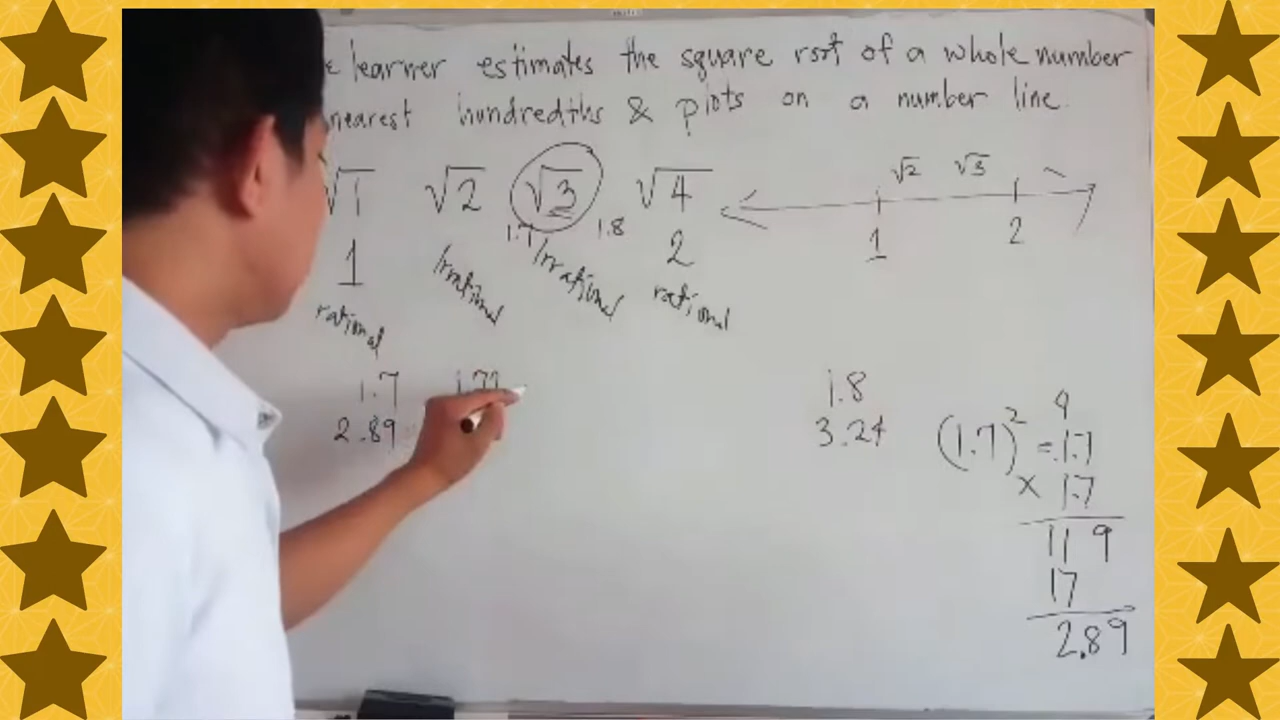 learner estimates the square root of a whole number
nearest hundredths & plots on a number line.
√1 √2 √3 √4
1 1.7 1.8 2
rational Irrational Irrational rational
√2 √3
1 2
1.7 1.8
2.89 3.24
(1.7)² = 1.7
x 1.7
119
17
2.89